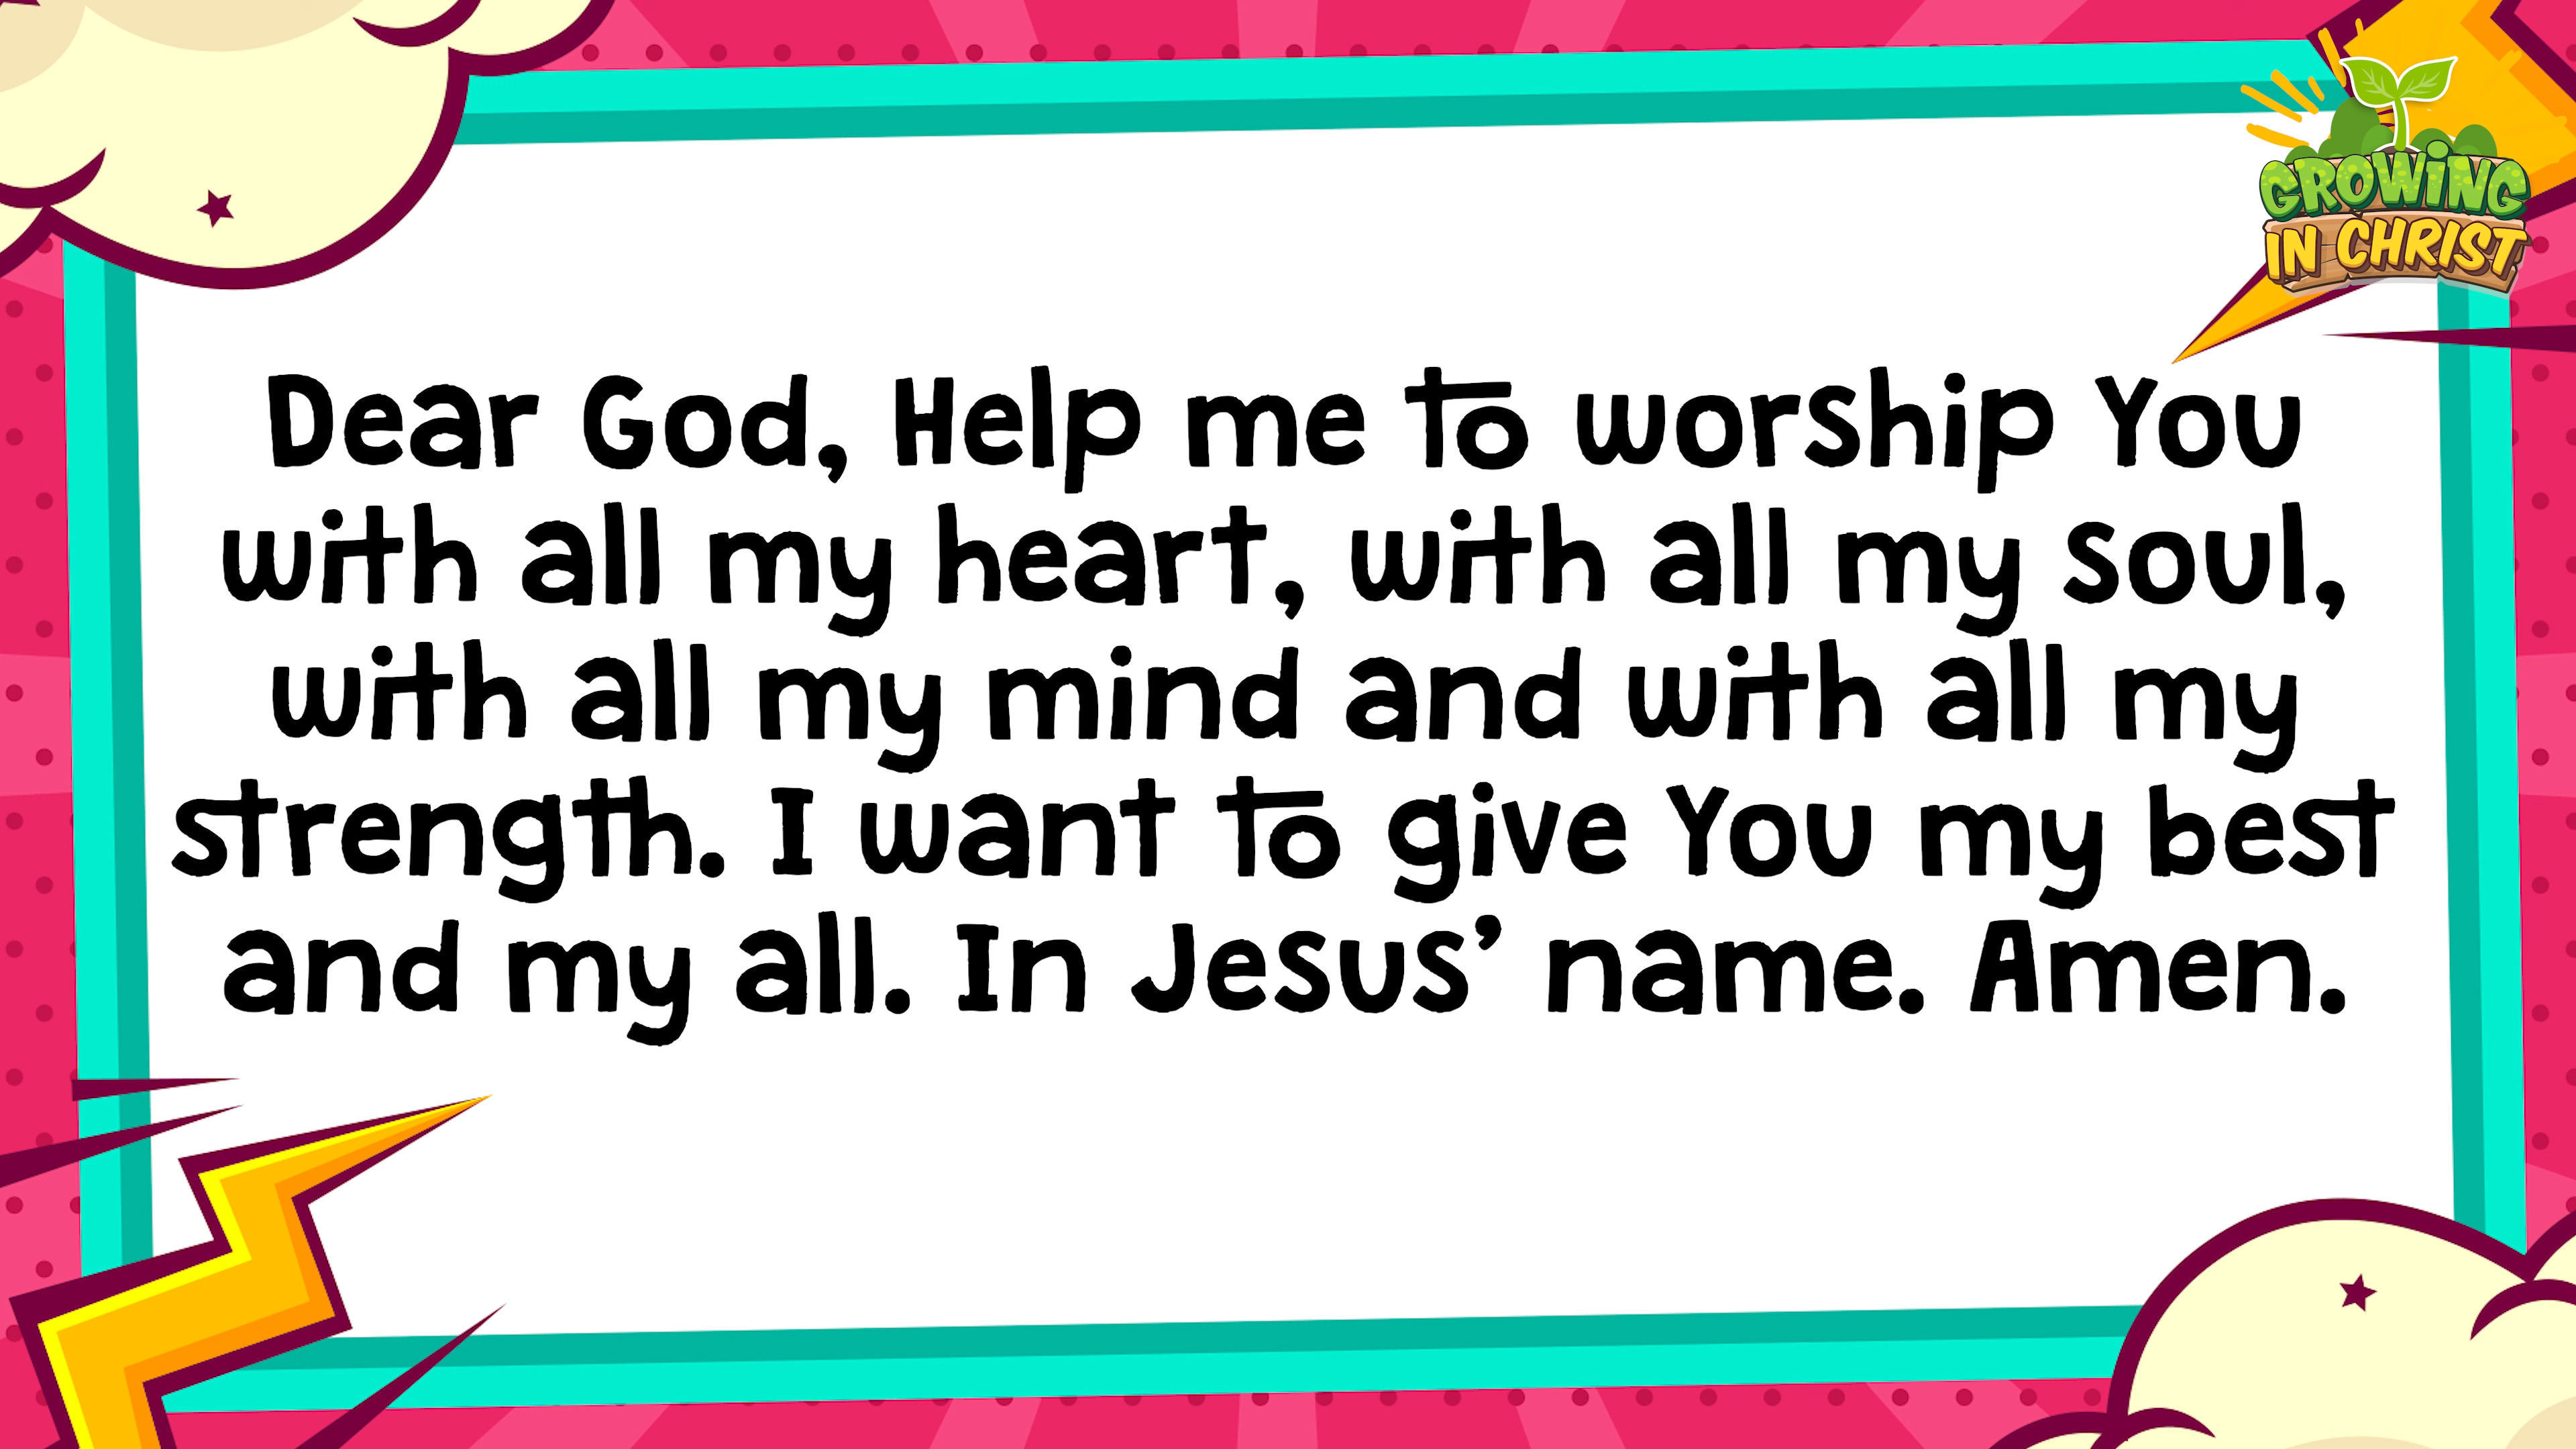 GROWING
IN CHRIST
Dear God, Help me to worship You
with all my heart, with all my soul,
with all my mind and with all my
strength. I want to give You my best
and my all. In Jesus’ name. Amen.